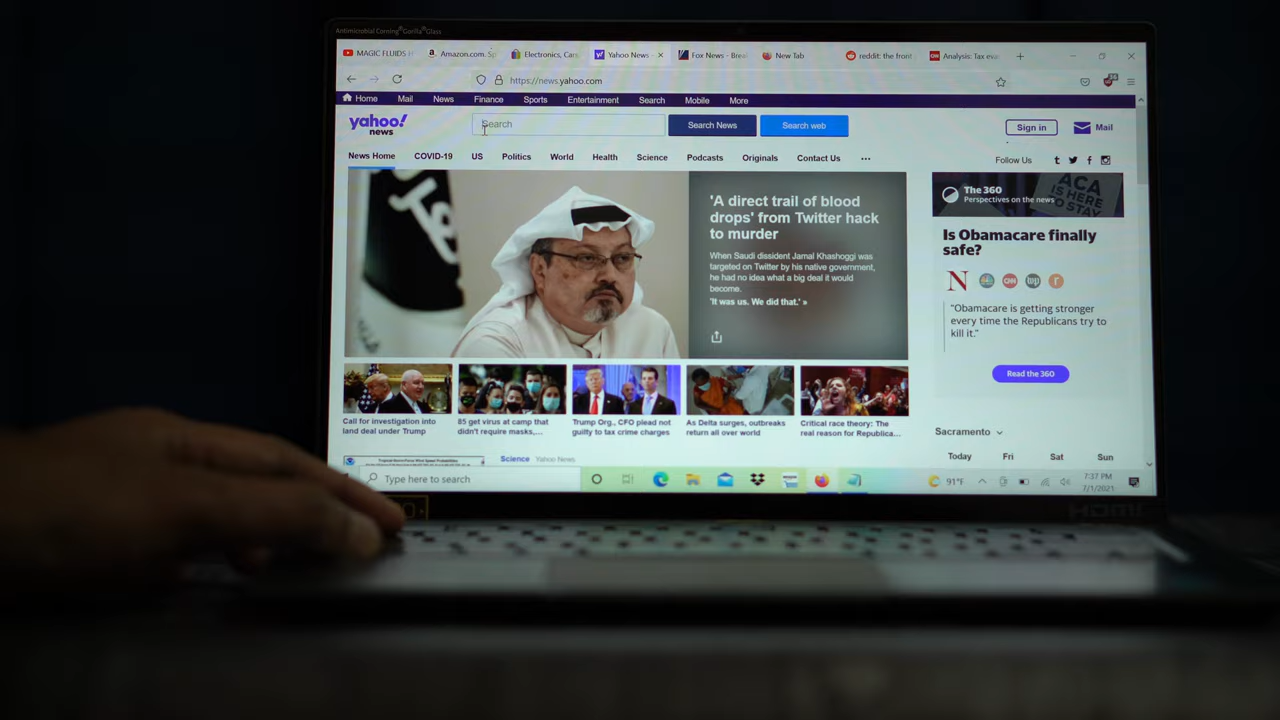 Antimicrobial Corning Gorilla Glass
MAGIC FLUIDS
Amazon.com. Sp
Electronics, Cars
Yahoo News -
Fox News - Brea
New Tab
reddit: the front
Analysis: Tax eva
https://news.yahoo.com
Home Mail News Finance Sports Entertainment Search Mobile More
yahoo!
news
Search
Search News
Search web
Sign in
Mail
News Home COVID-19 US Politics World Health Science Podcasts Originals Contact Us ...
Follow Us
'A direct trail of blood
drops' from Twitter hack
to murder
When Saudi dissident Jamal Khashoggi was
targeted on Twitter by his native government,
he had no idea what a big deal it would
become.
'It was us. We did that.' »
The 360
Perspectives on the news
ACA
IS HERE
TO STAY
Is Obamacare finally
safe?
N CNN wp r
"Obamacare is getting stronger
every time the Republicans try to
kill it."
Read the 360
Call for investigation into
land deal under Trump
85 get virus at camp that
didn't require masks,...
Trump Org., CFO plead not
guilty to tax crime charges
As Delta surges, outbreaks
return all over world
Critical race theory: The
real reason for Republica...
Sacramento
Today Fri Sat Sun
Science Yahoo News
Type here to search
91°F
7:37 PM
7/1/2021
HDMI